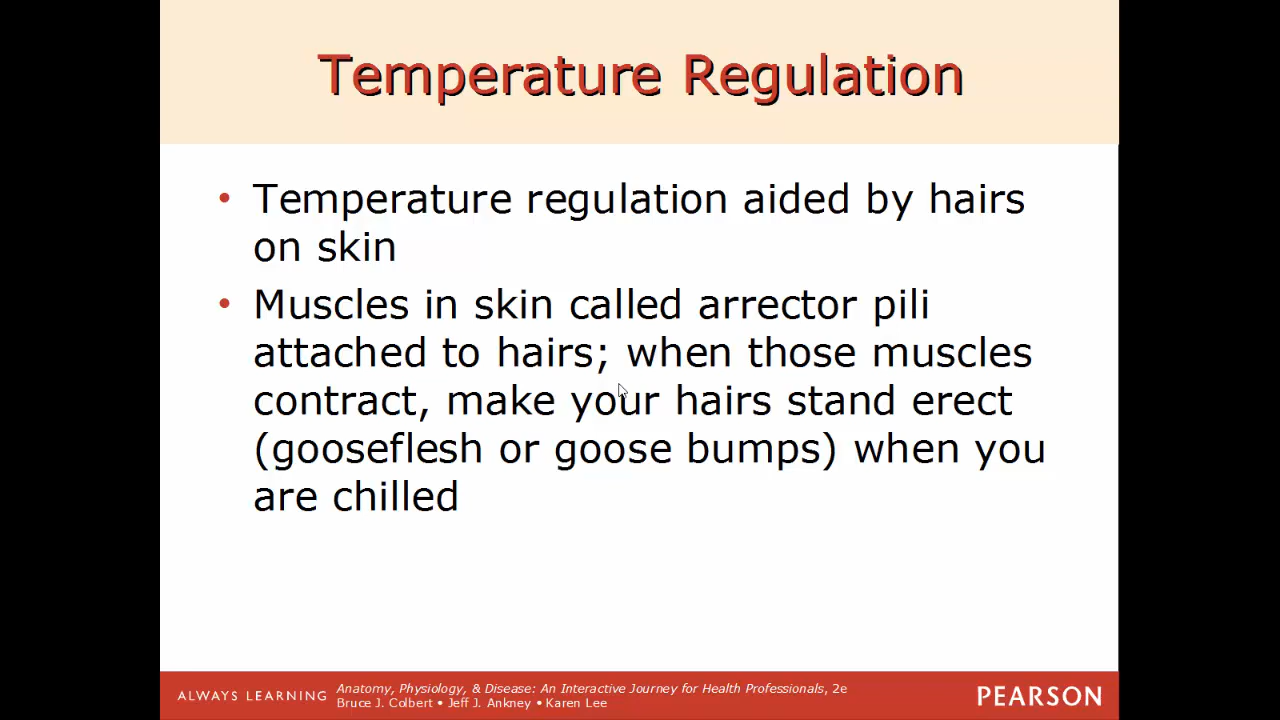 Temperature Regulation
• Temperature regulation aided by hairs
on skin
• Muscles in skin called arrector pili
attached to hairs; when those muscles
contract, make your hairs stand erect
(gooseflesh or goose bumps) when you
are chilled
ALWAYS LEARNING
Anatomy, Physiology, & Disease: An Interactive Journey for Health Professionals, 2e
Bruce J. Colbert • Jeff J. Ankney • Karen Lee
PEARSON